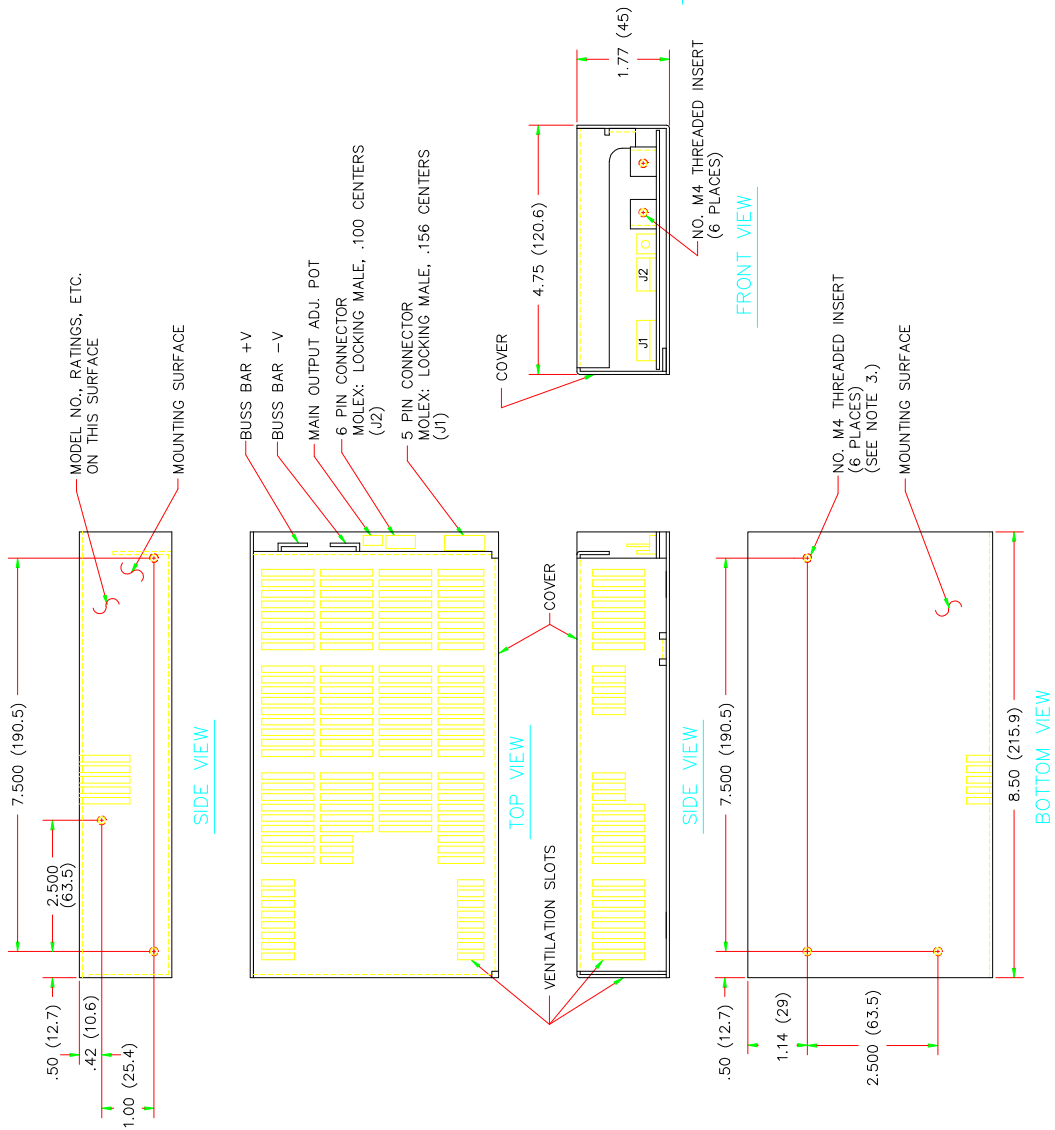 7.500 (190.5)
2.500
(63.5)
.50 (12.7)
.42 (10.6)
1.00 (25.4)
MODEL NO., RATINGS, ETC.
ON THIS SURFACE
MOUNTING SURFACE
SIDE VIEW
BUSS BAR +V
BUSS BAR −V
MAIN OUTPUT ADJ. POT
6 PIN CONNECTOR
MOLEX: LOCKING MALE, .100 CENTERS
(J2)
5 PIN CONNECTOR
MOLEX: LOCKING MALE, .156 CENTERS
(J1)
TOP VIEW
COVER
VENTILATION SLOTS
SIDE VIEW
COVER
4.75 (120.6)
1.77 (45)
J1
J2
NO. M4 THREADED INSERT
(6 PLACES)
FRONT VIEW
7.500 (190.5)
.50 (12.7)
1.14 (29)
2.500 (63.5)
NO. M4 THREADED INSERT
(6 PLACES)
(SEE NOTE 3.)
MOUNTING SURFACE
8.50 (215.9)
BOTTOM VIEW